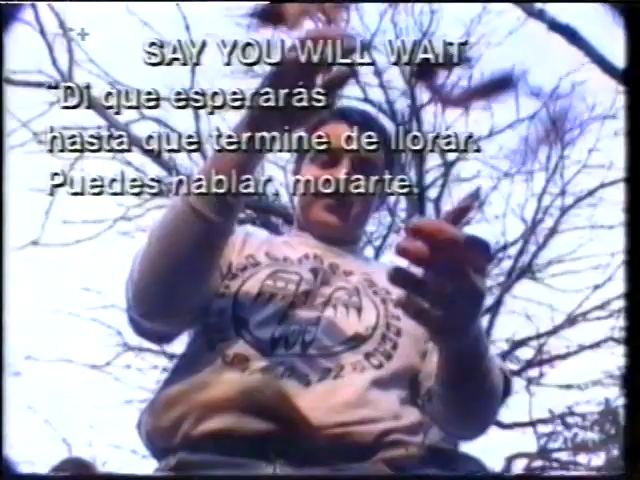 SAY YOU WILL WAIT
"Di que esperarás
hasta que termine de llorar.
Puedes hablar, mofarte.